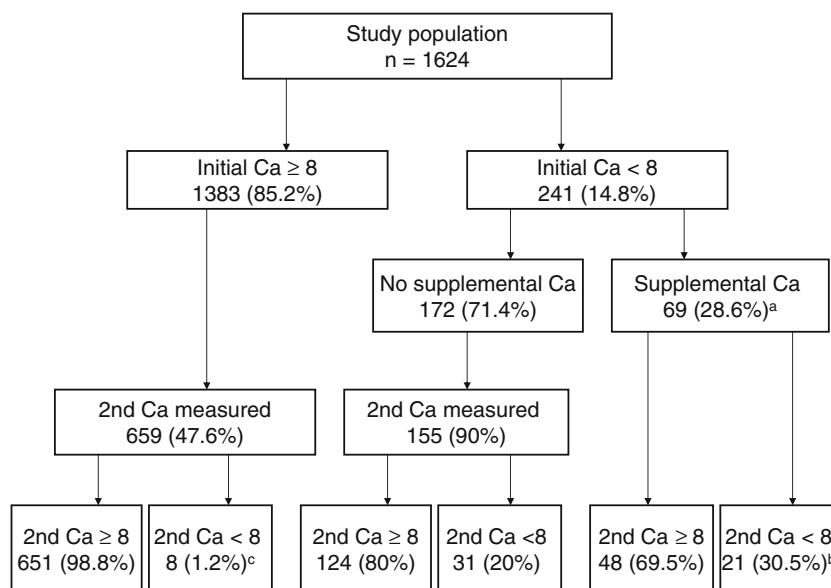 Study population
n = 1624
Initial Ca ≥ 8
1383 (85.2%)
Initial Ca < 8
241 (14.8%)
No supplemental Ca
172 (71.4%)
Supplemental Ca
69 (28.6%)ᵃ
2nd Ca measured
659 (47.6%)
2nd Ca measured
155 (90%)
2nd Ca ≥ 8
651 (98.8%)
2nd Ca < 8
8 (1.2%)ᶜ
2nd Ca ≥ 8
124 (80%)
2nd Ca <8
31 (20%)
2nd Ca ≥ 8
48 (69.5%)
2nd Ca < 8
21 (30.5%)ᵇ